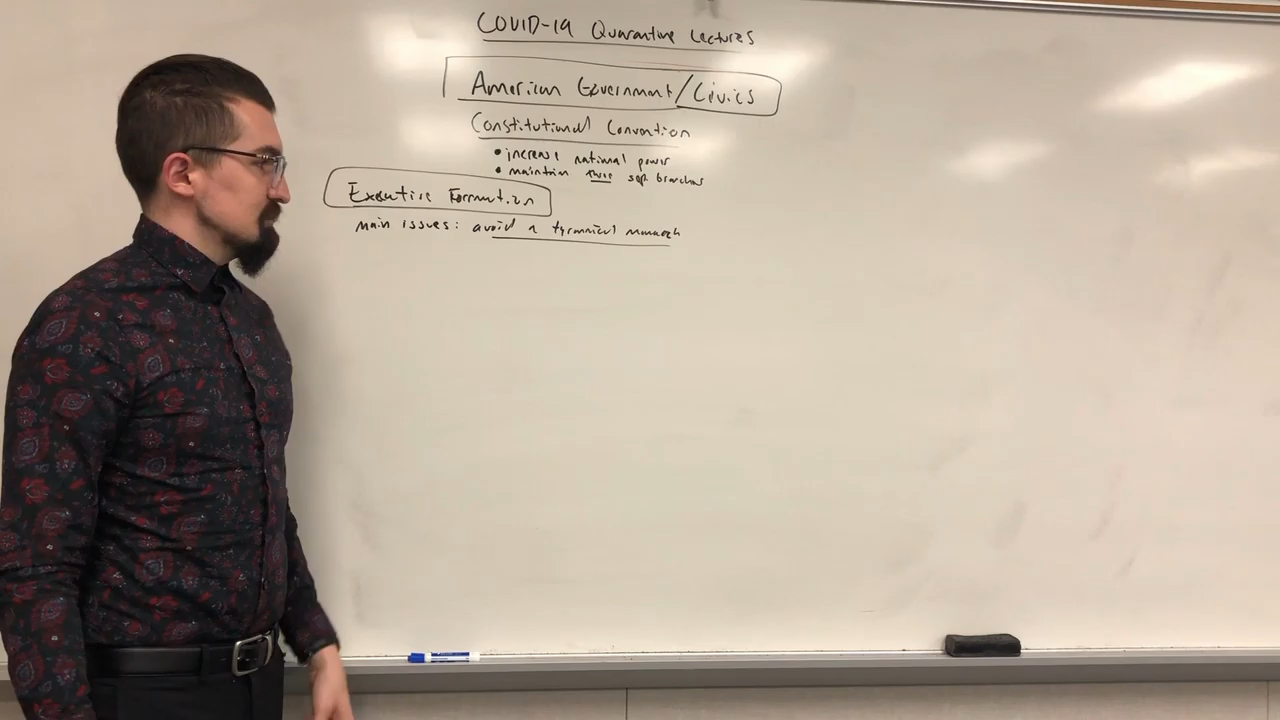 COVID-19 Quarantine Lectures
American Government/Civics
Constitutional Convention
• increase national power
• maintain three sep. branches
Executive Formation
main issues: avoid a tyrannical monarch